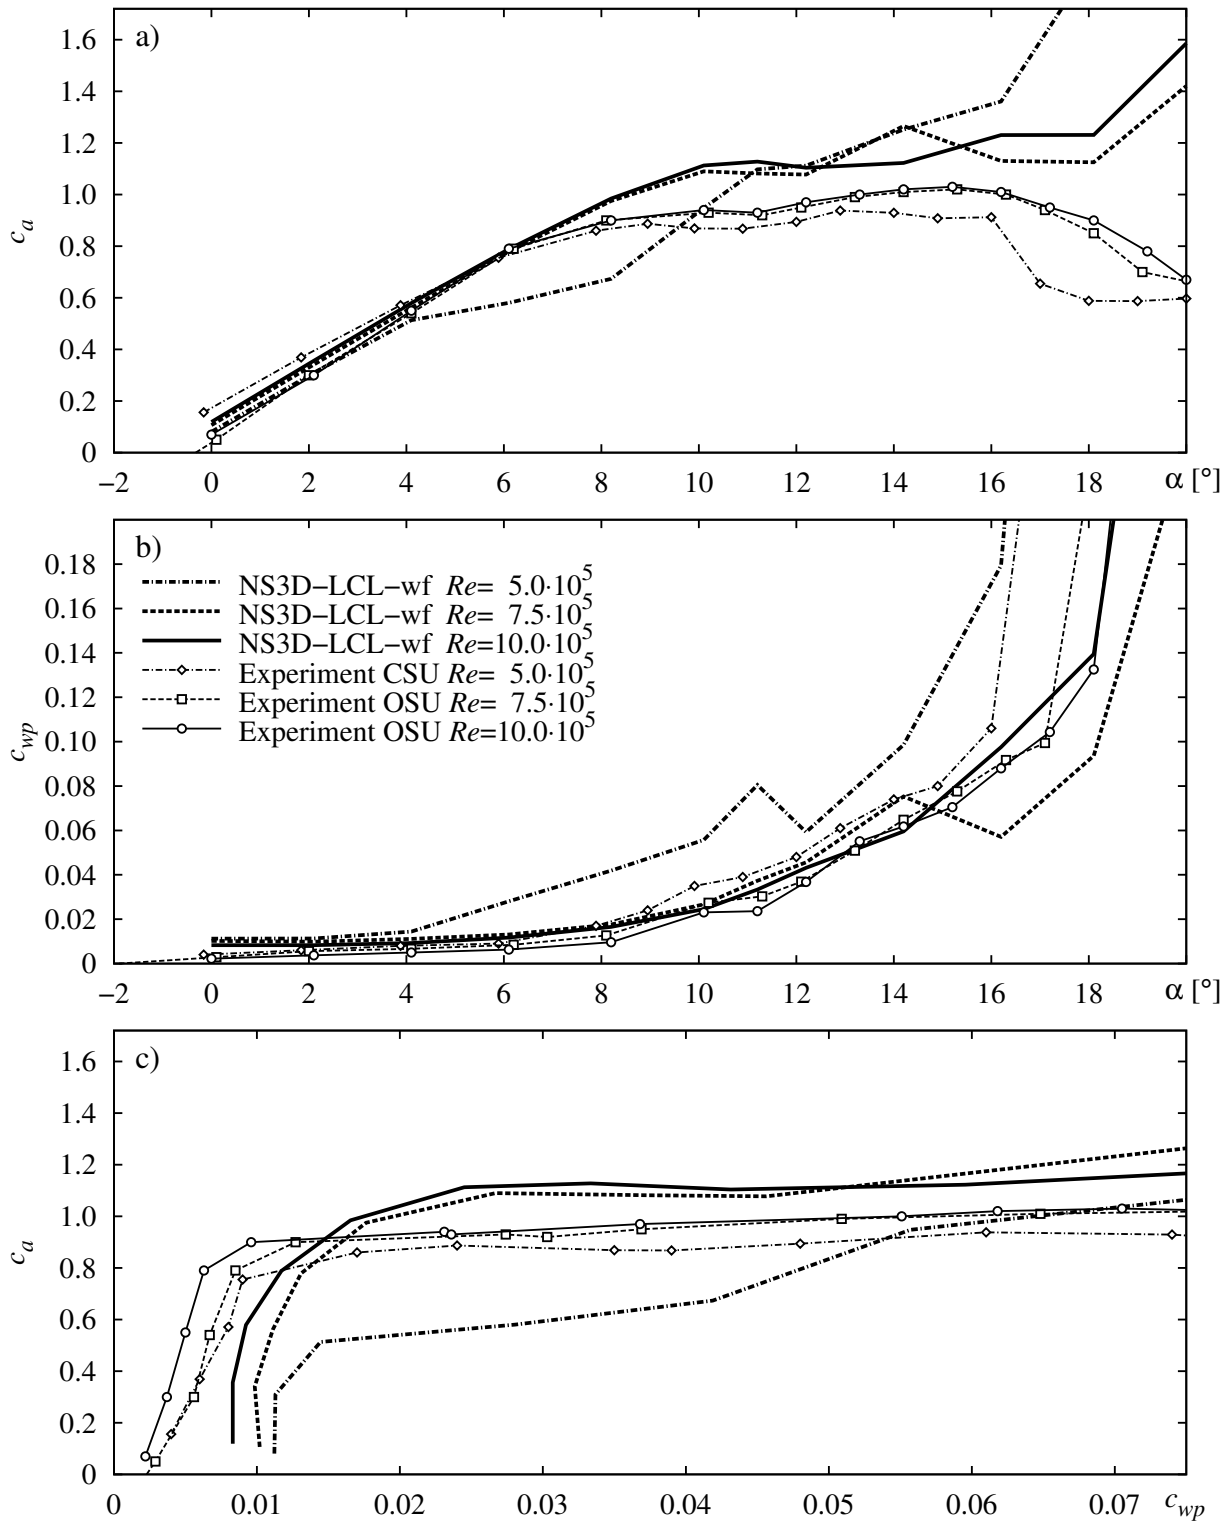 a)
1.6
1.4
1.2
1.0
0.8
0.6
0.4
0.2
0
c_a
−2 0 2 4 6 8 10 12 14 16 18 α [°]
b)
0.18
0.16
0.14
0.12
0.10
0.08
0.06
0.04
0.02
0
c_wp
NS3D−LCL−wf Re= 5.0·10^5
NS3D−LCL−wf Re= 7.5·10^5
NS3D−LCL−wf Re=10.0·10^5
Experiment CSU Re= 5.0·10^5
Experiment OSU Re= 7.5·10^5
Experiment OSU Re=10.0·10^5
−2 0 2 4 6 8 10 12 14 16 18 α [°]
c)
1.6
1.4
1.2
1.0
0.8
0.6
0.4
0.2
0
c_a
0 0.01 0.02 0.03 0.04 0.05 0.06 0.07 c_wp